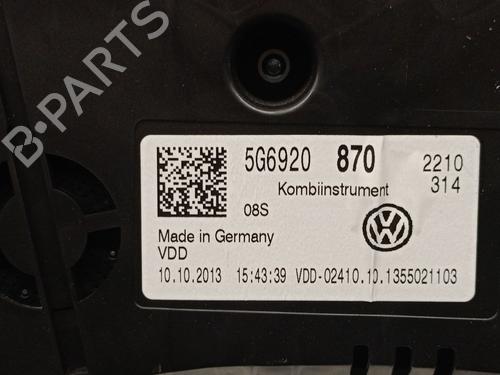 B-PARTS
5G6920 870 2210
Kombiinstrument 314
08S
Made in Germany
VDD
10.10.2013 15:43:39 VDD-02410.10.1355021103